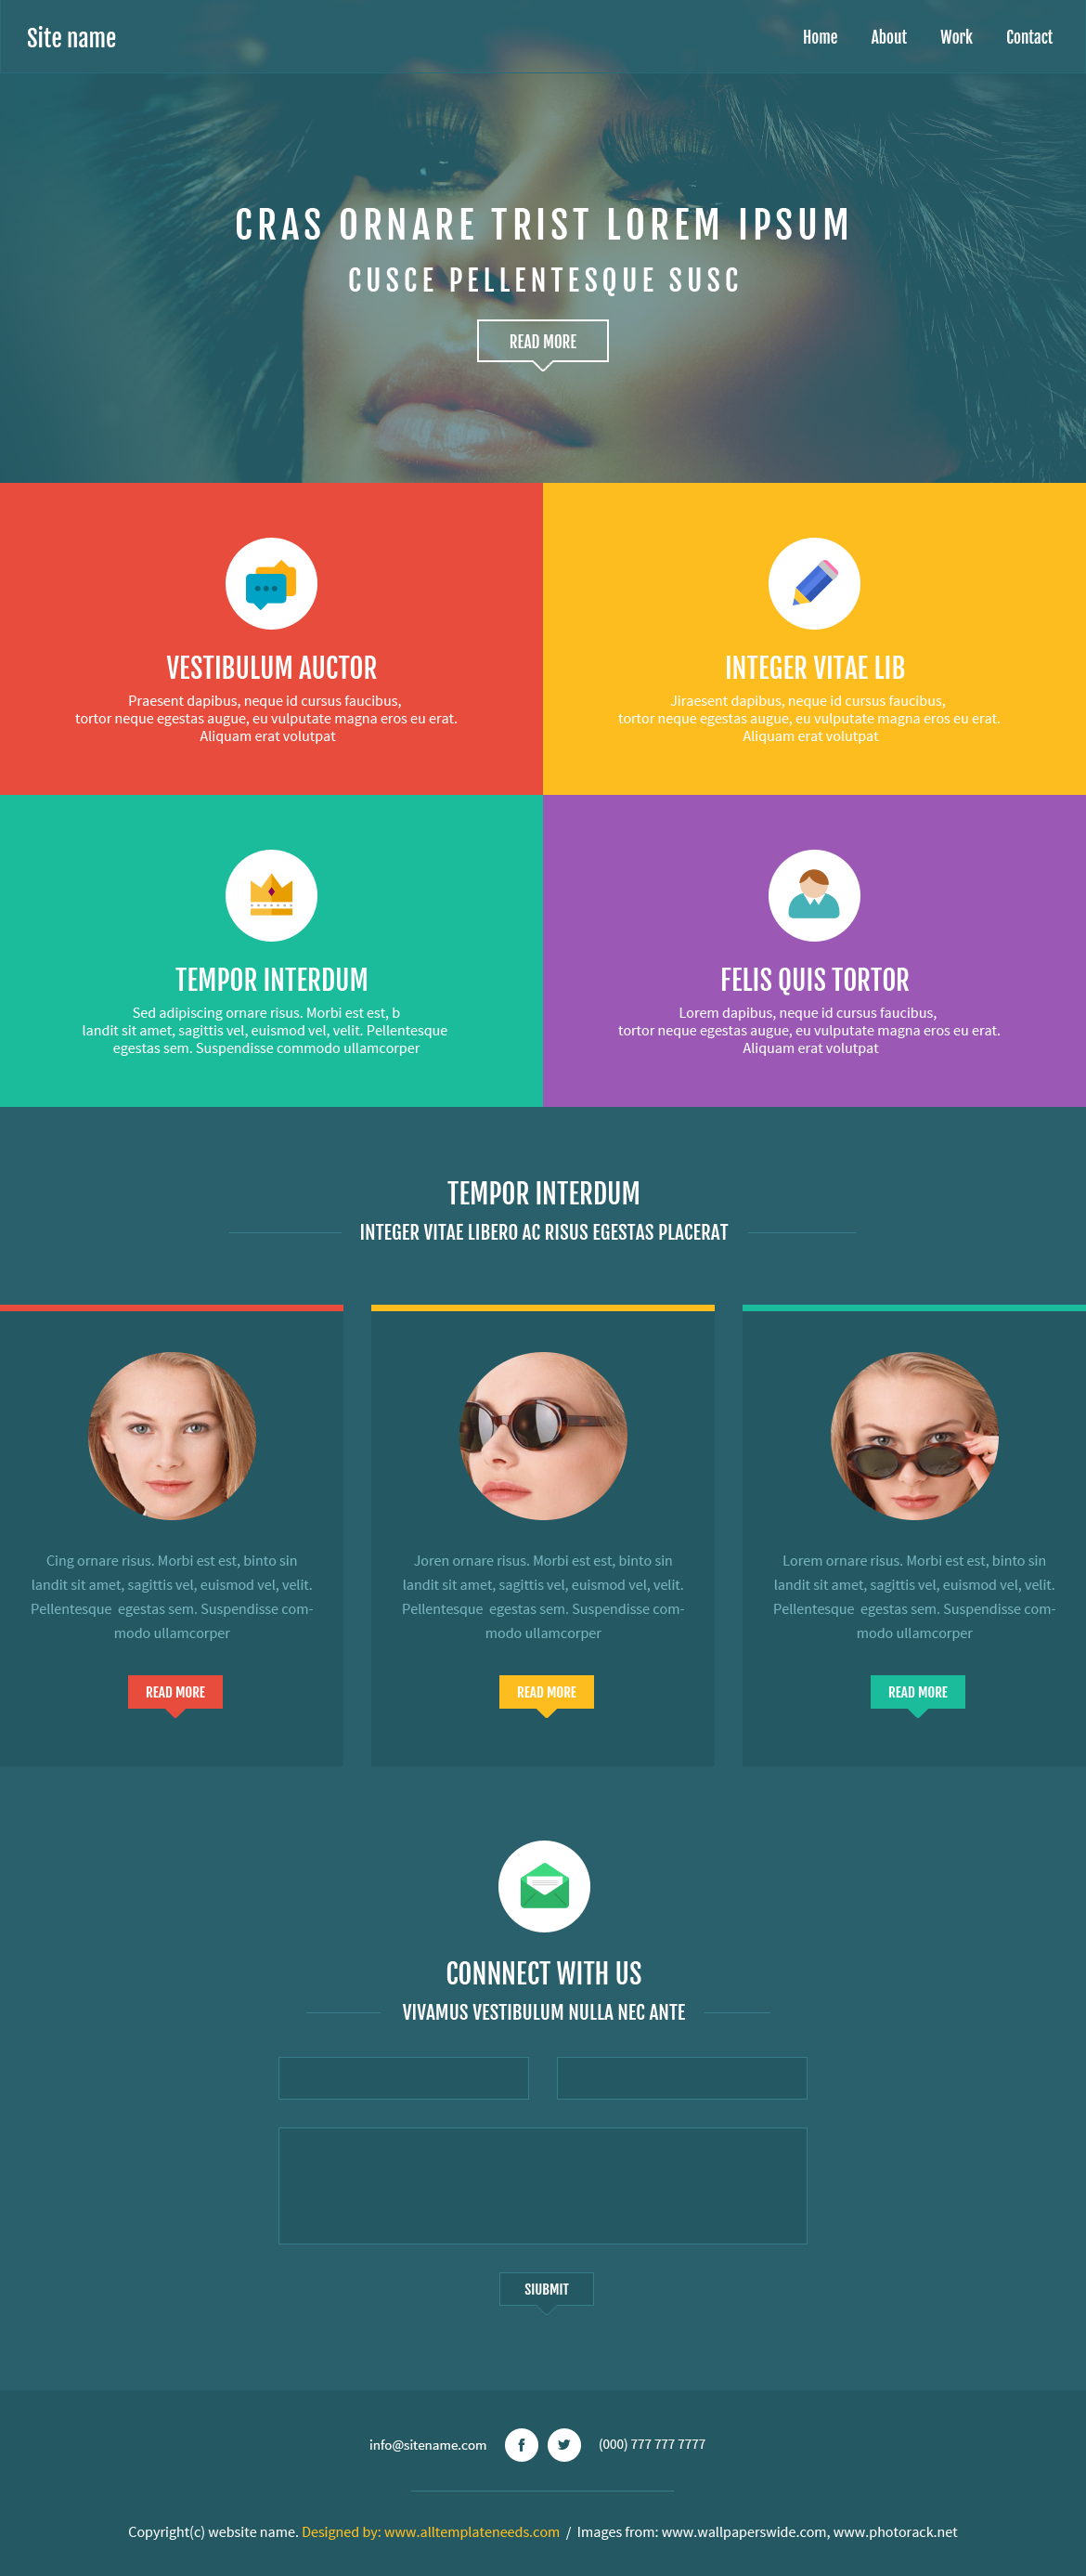 Site name
Home About Work Contact
CRAS ORNARE TRIST LOREM IPSUM
CUSCE PELLENTESQUE SUSC
READ MORE
VESTIBULUM AUCTOR
Praesent dapibus, neque id cursus faucibus,
tortor neque egestas augue, eu vulputate magna eros eu erat.
Aliquam erat volutpat
INTEGER VITAE LIB
Jiraesent dapibus, neque id cursus faucibus,
tortor neque egestas augue, eu vulputate magna eros eu erat.
Aliquam erat volutpat
TEMPOR INTERDUM
Sed adipiscing ornare risus. Morbi est est, b
landit sit amet, sagittis vel, euismod vel, velit. Pellentesque
egestas sem. Suspendisse commodo ullamcorper
FELIS QUIS TORTOR
Lorem dapibus, neque id cursus faucibus,
tortor neque egestas augue, eu vulputate magna eros eu erat.
Aliquam erat volutpat
TEMPOR INTERDUM
INTEGER VITAE LIBERO AC RISUS EGESTAS PLACERAT
Cing ornare risus. Morbi est est, binto sin
landit sit amet, sagittis vel, euismod vel, velit.
Pellentesque egestas sem. Suspendisse com-
modo ullamcorper
READ MORE
Joren ornare risus. Morbi est est, binto sin
landit sit amet, sagittis vel, euismod vel, velit.
Pellentesque egestas sem. Suspendisse com-
modo ullamcorper
READ MORE
Lorem ornare risus. Morbi est est, binto sin
landit sit amet, sagittis vel, euismod vel, velit.
Pellentesque egestas sem. Suspendisse com-
modo ullamcorper
READ MORE
CONNNECT WITH US
VIVAMUS VESTIBULUM NULLA NEC ANTE
SIUBMIT
info@sitename.com (000) 777 777 7777
Copyright(c) website name. Designed by: www.alltemplateneeds.com / Images from: www.wallpaperswide.com, www.photorack.net